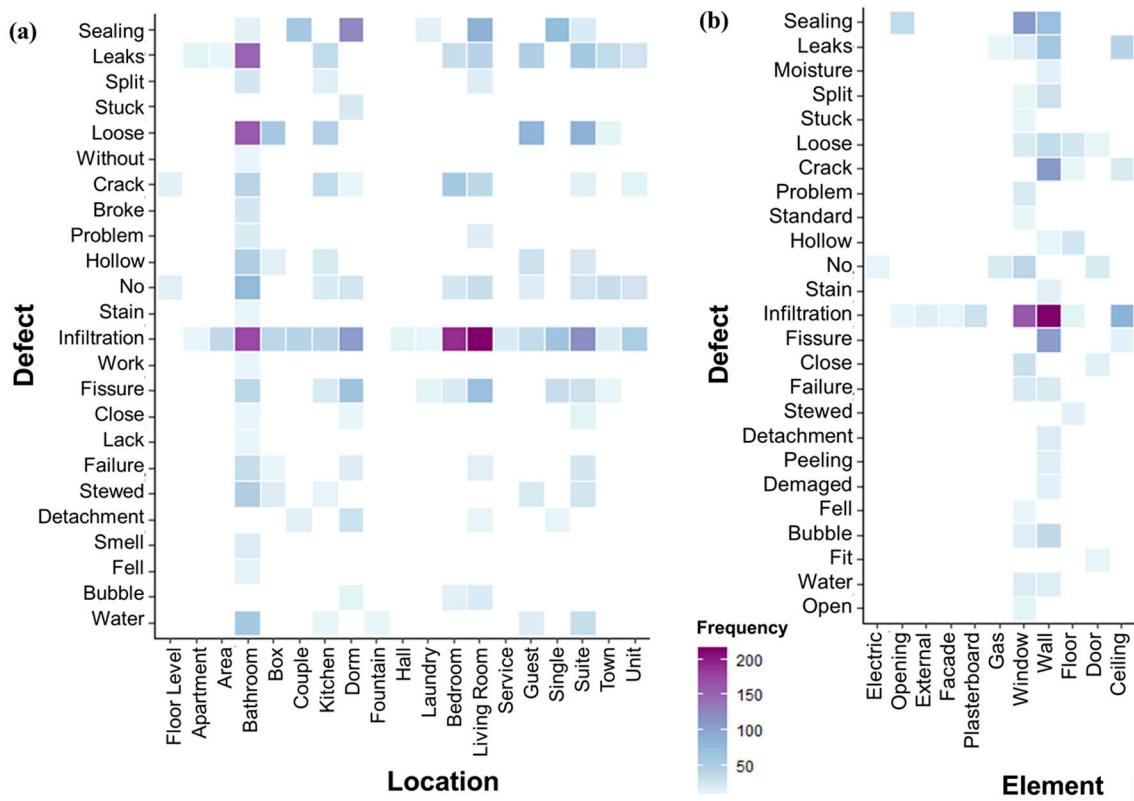 (a)
Sealing
Leaks
Split
Stuck
Loose
Without
Crack
Broke
Problem
Hollow
No
Stain
Infiltration
Work
Fissure
Close
Lack
Failure
Stewed
Detachment
Smell
Fell
Bubble
Water
Defect
Floor Level
Apartment
Area
Bathroom
Box
Couple
Kitchen
Dorm
Fountain
Hall
Laundry
Bedroom
Living Room
Service
Guest
Single
Suite
Town
Unit
Location
(b)
Sealing
Leaks
Moisture
Split
Stuck
Loose
Crack
Problem
Standard
Hollow
No
Stain
Infiltration
Fissure
Close
Failure
Stewed
Detachment
Peeling
Demaged
Fell
Bubble
Fit
Water
Open
Defect
Electric
Opening
External
Facade
Plasterboard
Gas
Window
Wall
Floor
Door
Ceiling
Element
Frequency
200
150
100
50